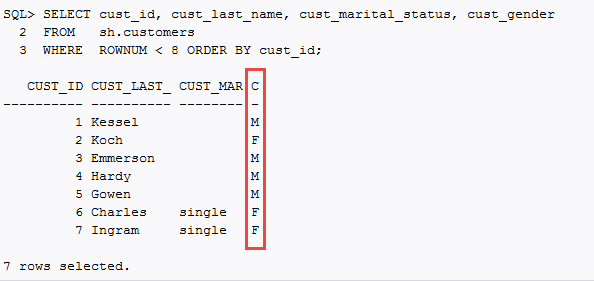 SQL> SELECT cust_id, cust_last_name, cust_marital_status, cust_gender
  2  FROM   sh.customers
  3  WHERE  ROWNUM < 8 ORDER BY cust_id;
   CUST_ID CUST_LAST_ CUST_MAR C
---------- ---------- -------- -
         1 Kessel              M
         2 Koch                F
         3 Emmerson            M
         4 Hardy               M
         5 Gowen               M
         6 Charles    single   F
         7 Ingram     single   F
7 rows selected.